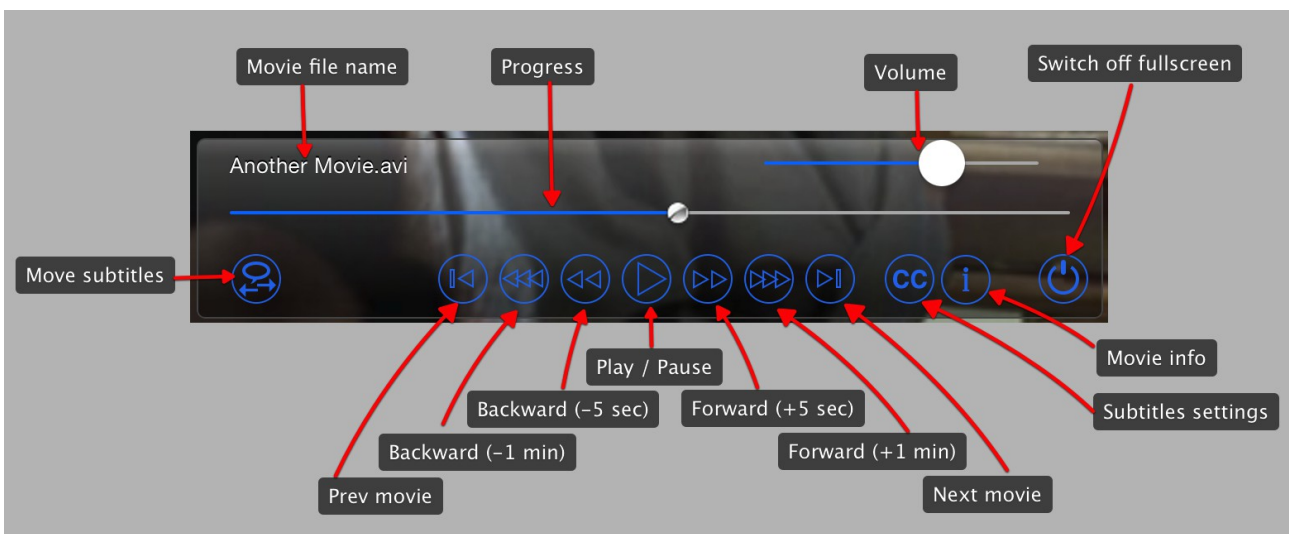 Movie file name
Progress
Volume
Switch off fullscreen
Another Movie.avi
Move subtitles
CC
i
Play / Pause
Movie info
Backward (-5 sec)
Forward (+5 sec)
Subtitles settings
Backward (-1 min)
Forward (+1 min)
Prev movie
Next movie